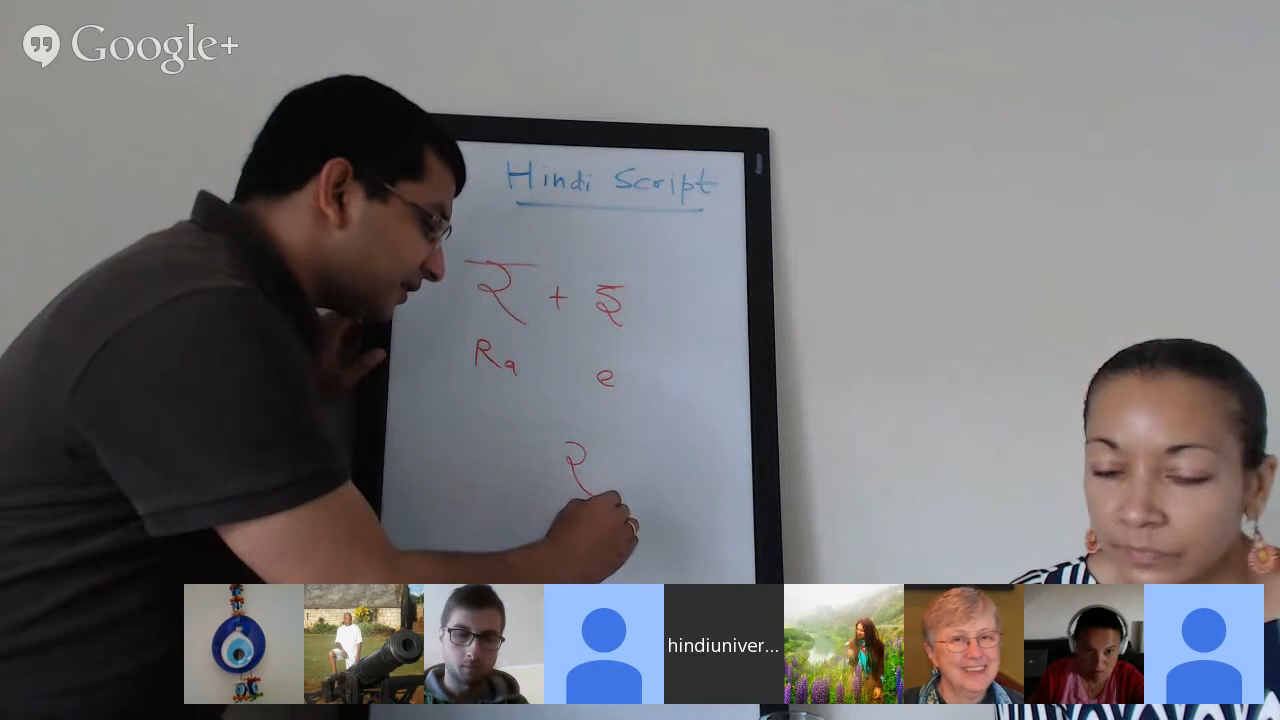 Google+
Hindi Script
र + इ
Ra e
र
hindiuniver...